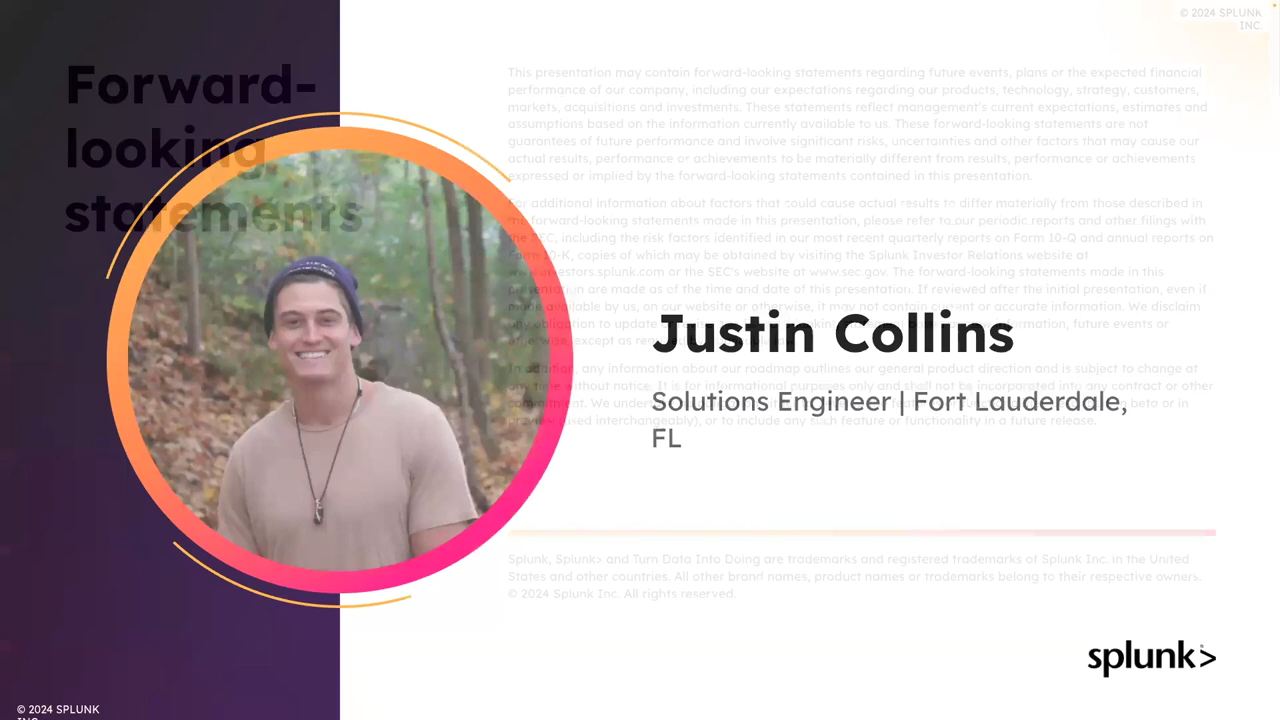 © 2024 SPLUNK
INC.
Forward-
looking
statements
This presentation may contain forward-looking statements regarding future events, plans or the expected financial
performance of our company, including our expectations regarding our products, technology, strategy, customers,
markets, acquisitions and investments. These statements reflect management's current expectations, estimates and
assumptions based on the information currently available to us. These forward-looking statements are not
guarantees of future performance and involve significant risks, uncertainties and other factors that may cause our
actual results, performance or achievements to be materially different from results, performance or achievements
expressed or implied by the forward-looking statements contained in this presentation.
For additional information about factors that could cause actual results to differ materially from those described in
the forward-looking statements made in this presentation, please refer to our periodic reports and other filings with
the SEC, including the risk factors identified in our most recent quarterly reports on Form 10-Q and annual reports on
Form 10-K, copies of which may be obtained by visiting the Splunk Investor Relations website at
www.investors.splunk.com or the SEC's website at www.sec.gov. The forward-looking statements made in this
presentation are made as of the time and date of this presentation. If reviewed after the initial presentation, even if
made available by us, on our website or otherwise, it may not contain current or accurate information. We disclaim
any obligation to update information, future events or
otherwise, except as
Justin Collins
In addition, any information about our roadmap outlines our general product direction and is subject to change at
any time without notice. It is for informational purposes only and shall not be incorporated into any contract or other
commitment. We beta or in
Solutions Engineer | Fort Lauderdale,
FL
preview (used interchangeably), or to include any such feature or functionality in a future release.
Splunk, Splunk> and Turn Data Into Doing are trademarks and registered trademarks of Splunk Inc. in the United
States and other countries. All other brand names, product names or trademarks belong to their respective owners.
© 2024 Splunk Inc. All rights reserved.
splunk>
© 2024 SPLUNK
INC.